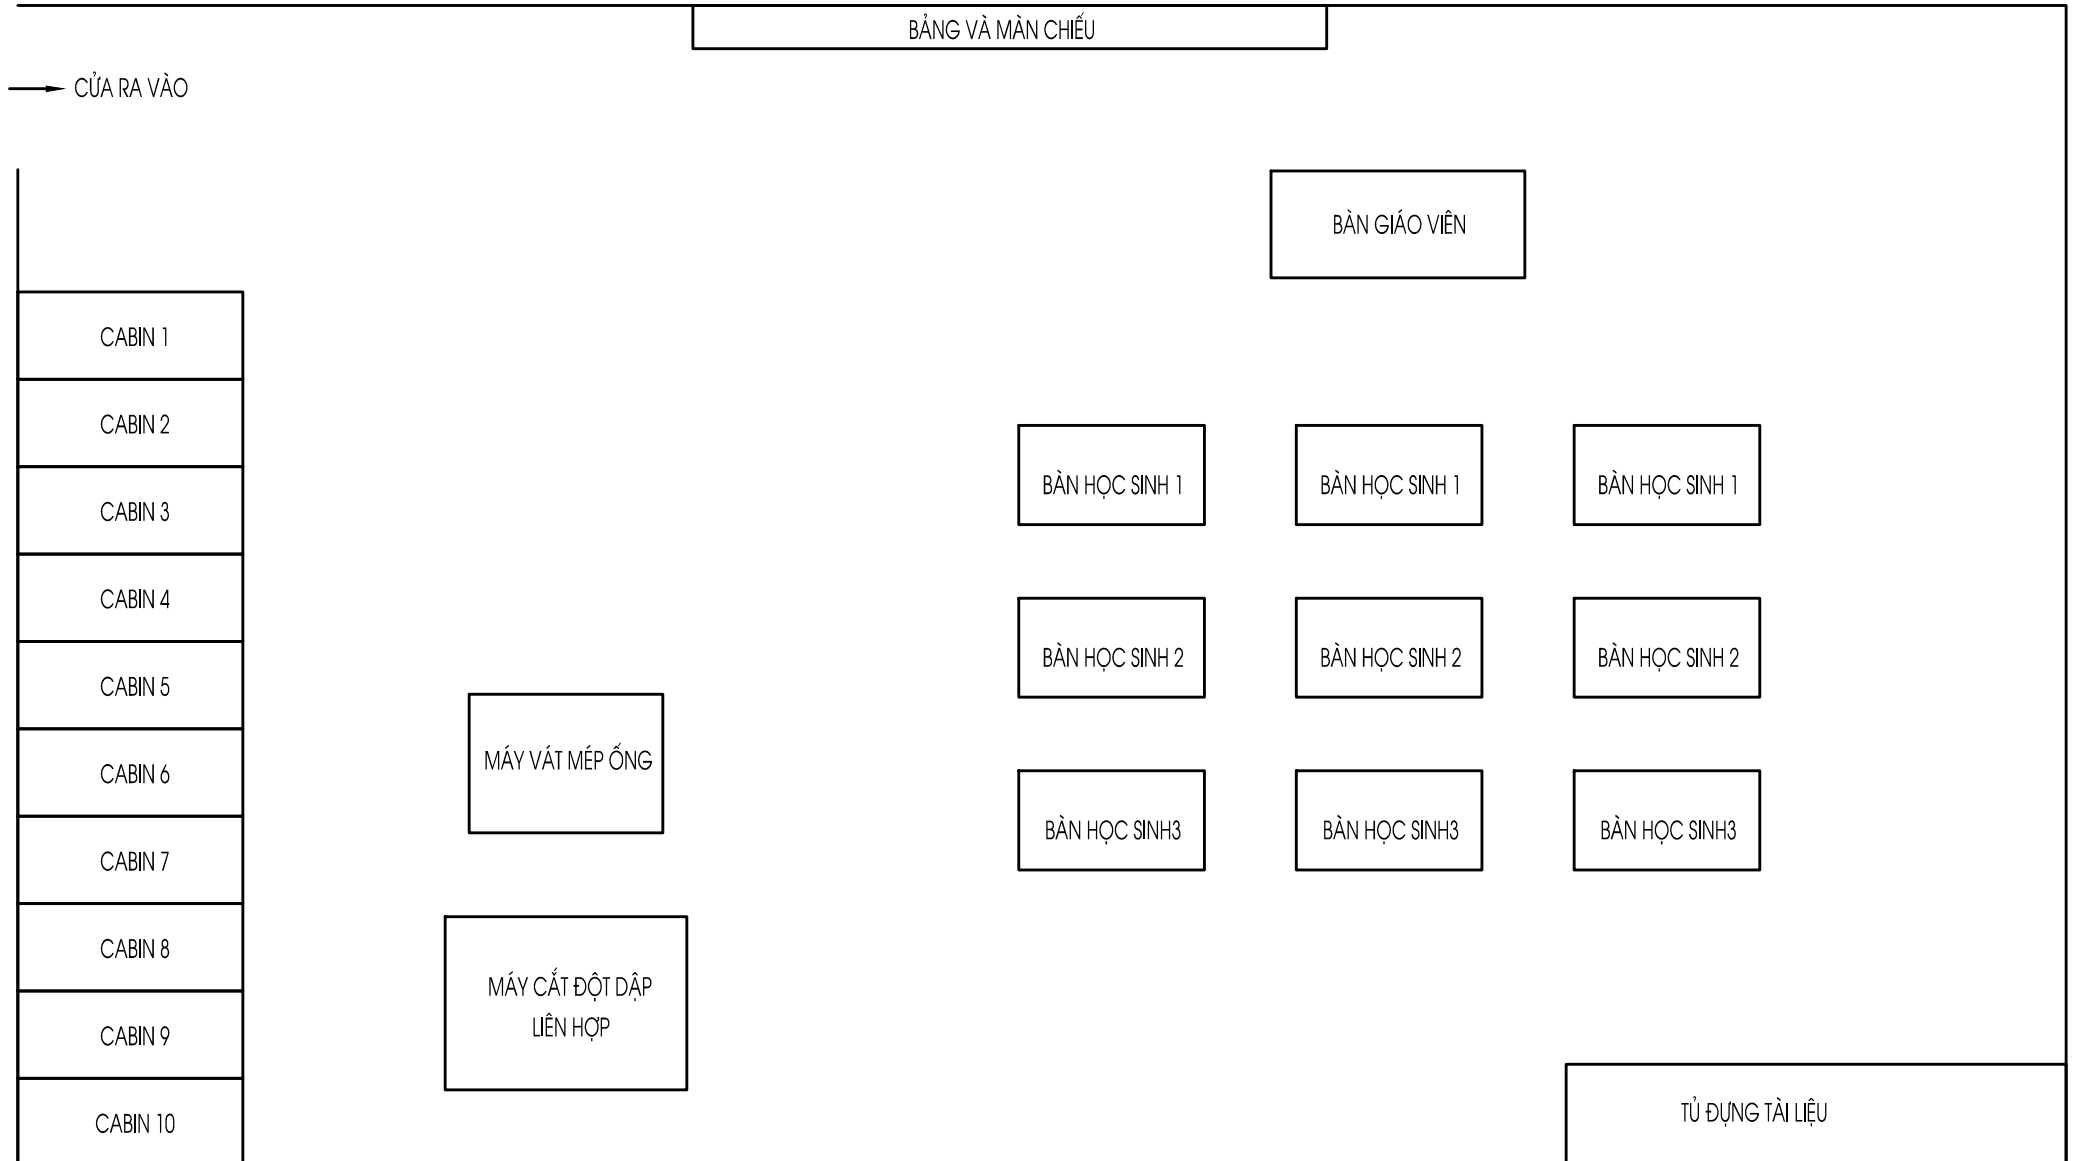 BẢNG VÀ MÀN CHIẾU
CỬA RA VÀO
BÀN GIÁO VIÊN
CABIN 1
CABIN 2
CABIN 3
CABIN 4
CABIN 5
CABIN 6
CABIN 7
CABIN 8
CABIN 9
CABIN 10
MÁY VÁT MÉP ỐNG
MÁY CẮT ĐỘT DẬP
LIÊN HỢP
BÀN HỌC SINH 1
BÀN HỌC SINH 1
BÀN HỌC SINH 1
BÀN HỌC SINH 2
BÀN HỌC SINH 2
BÀN HỌC SINH 2
BÀN HỌC SINH3
BÀN HỌC SINH3
BÀN HỌC SINH3
TỦ ĐỰNG TÀI LIỆU